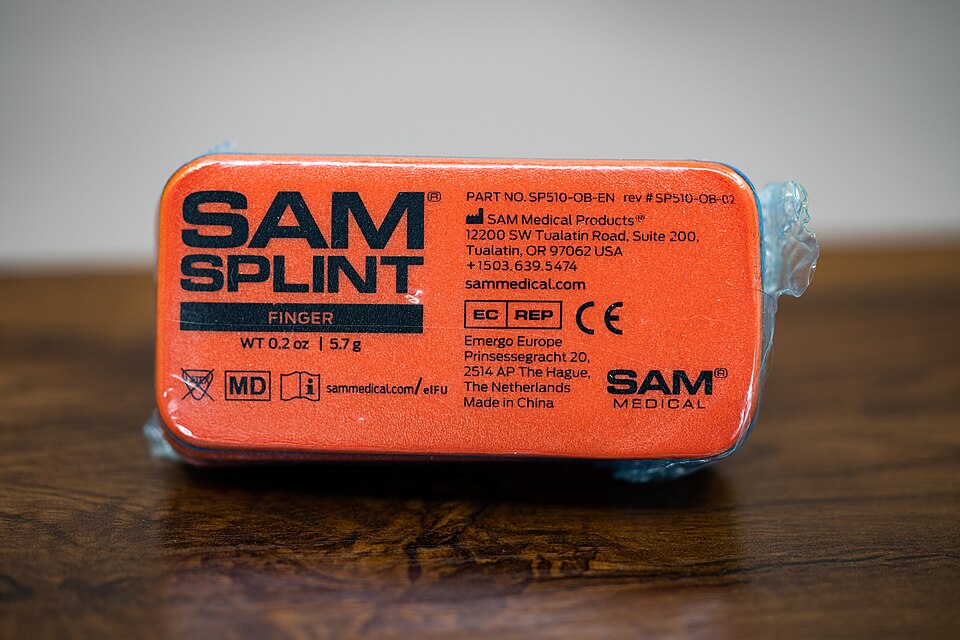 SAM®
SPLINT
FINGER
WT 0.2 oz | 5.7 g
LATEX
MD
i
sammedical.com/eIFU
PART NO. SP510-OB-EN rev # SP510-OB-02
SAM Medical Products®
12200 SW Tualatin Road, Suite 200,
Tualatin, OR 97062 USA
+1 503.639.5474
sammedical.com
EC REP CE
Emergo Europe
Prinsessegracht 20,
2514 AP The Hague,
The Netherlands
Made in China
SAM®
MEDICAL